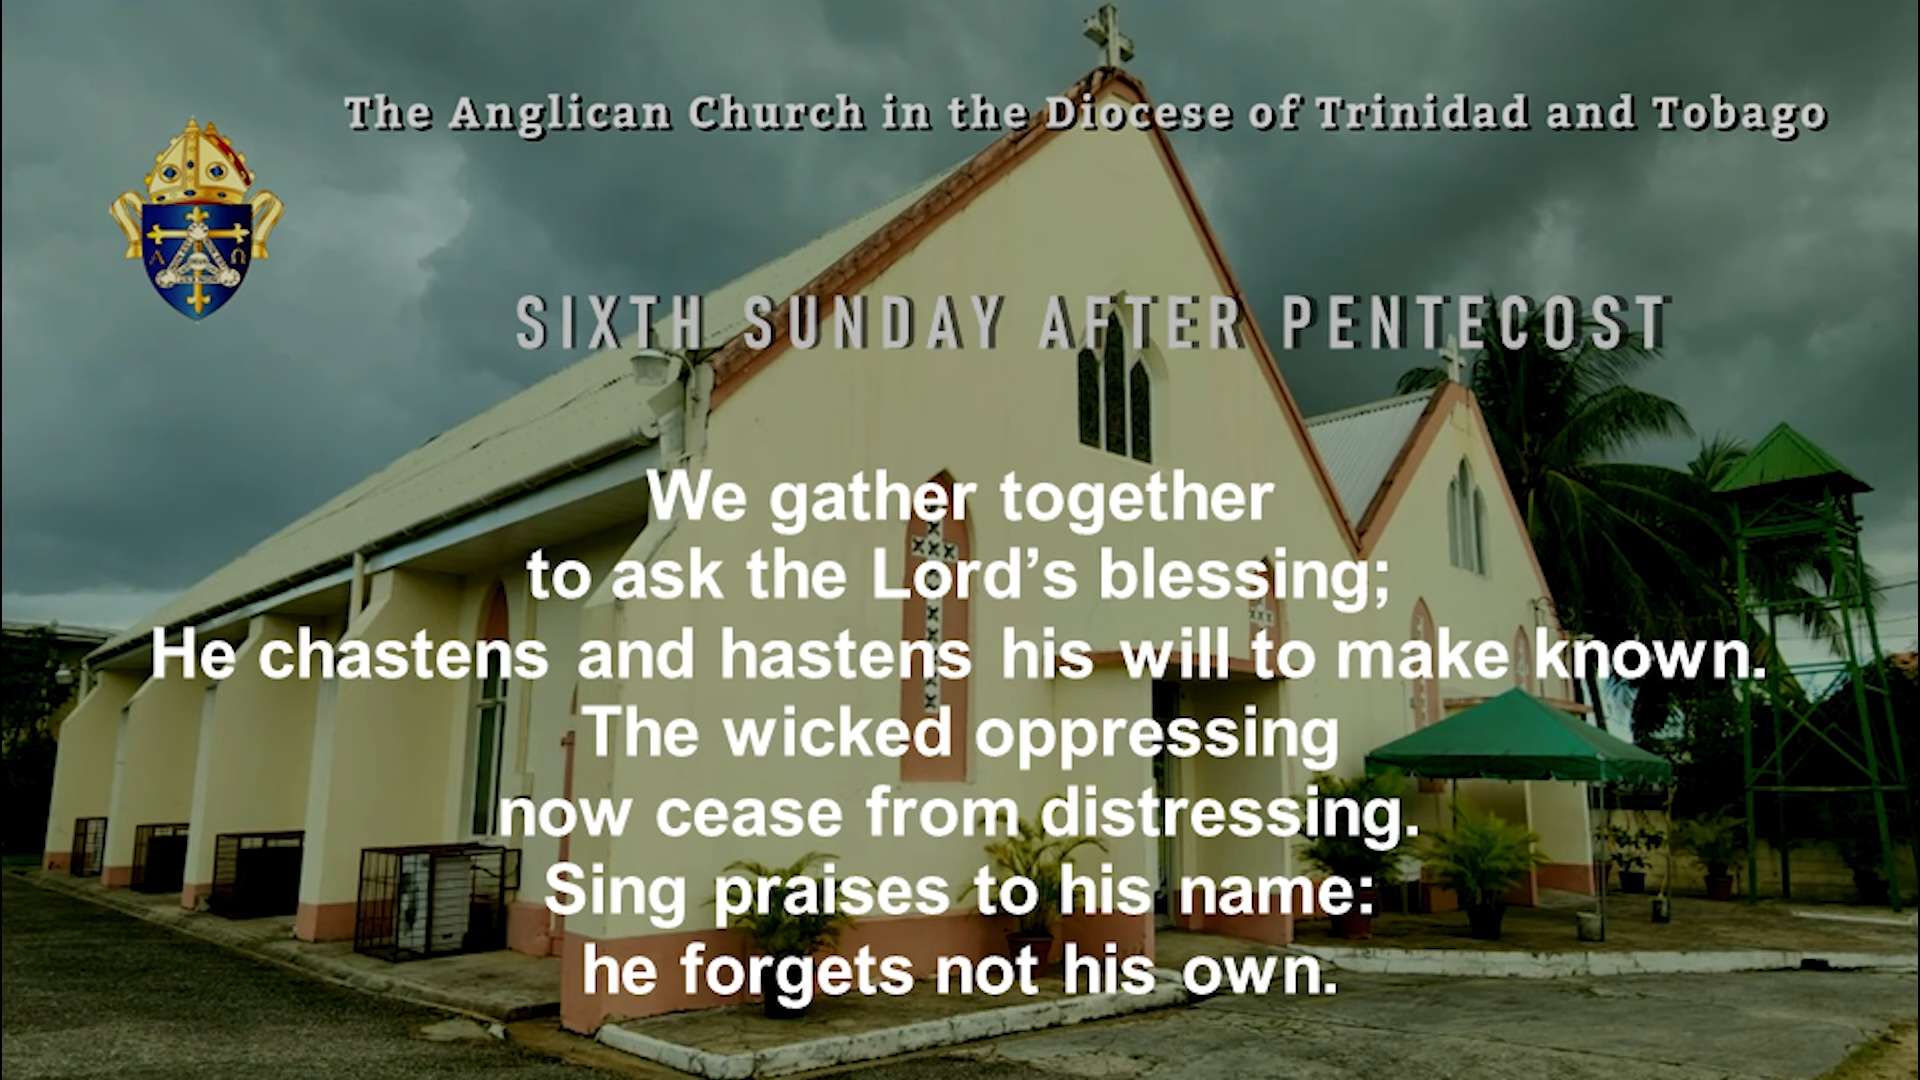 The Anglican Church in the Diocese of Trinidad and Tobago
SIXTH SUNDAY AFTER PENTECOST
We gather together
to ask the Lord’s blessing;
He chastens and hastens his will to make known.
The wicked oppressing
now cease from distressing.
Sing praises to his name:
he forgets not his own.